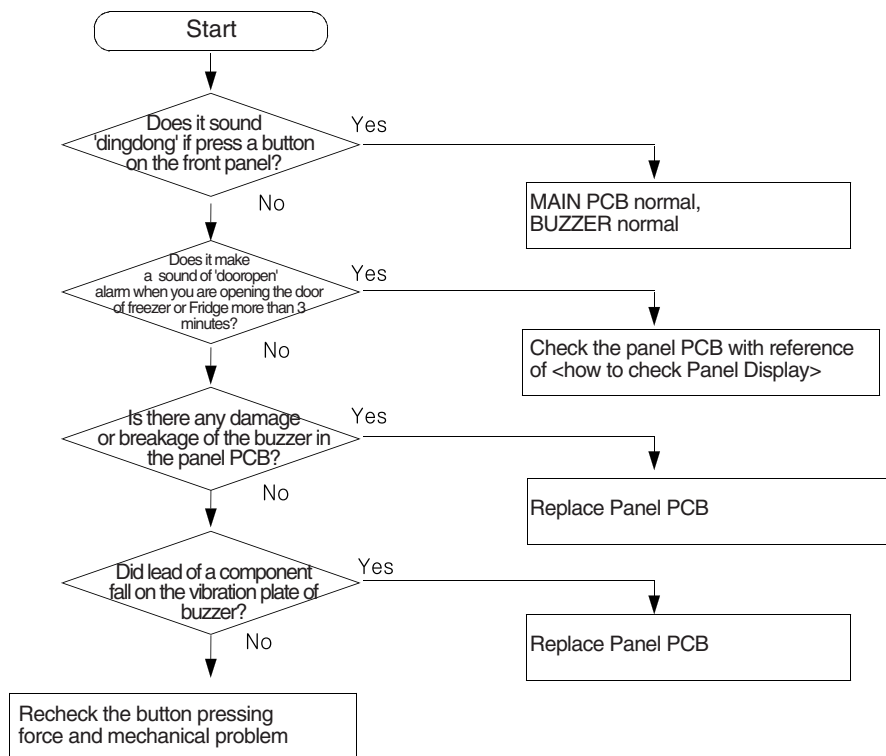 Start
Does it sound
'dingdong' if press a button
on the front panel?
Yes
No
MAIN PCB normal,
BUZZER normal
Does it make
a sound of 'dooropen'
alarm when you are opening the door
of freezer or Fridge more than 3
minutes?
Yes
No
Check the panel PCB with reference
of <how to check Panel Display>
Is there any damage
or breakage of the buzzer in
the panel PCB?
Yes
No
Replace Panel PCB
Did lead of a component
fall on the vibration plate of
buzzer?
Yes
No
Replace Panel PCB
Recheck the button pressing
force and mechanical problem